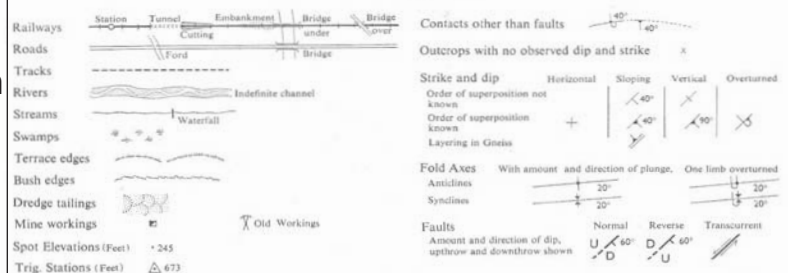 Station Tunnel Embankment Bridge Bridge
Railways
Cutting under over
Roads
Ford Bridge
Tracks
Rivers Indefinite channel
Streams
Waterfall
Swamps
Terrace edges
Bush edges
Dredge tailings
Mine workings Old Workings
Spot Elevations (Feet) · 245
Trig. Stations (Feet) 673
Contacts other than faults 40° 40°
Outcrops with no observed dip and strike x
Strike and dip Horizontal Sloping Vertical Overturned
Order of superposition not known 40°
Order of superposition known 40° 90°
Layering in Gneiss
Fold Axes With amount and direction of plunge, One limb overturned
Anticlines 20° 20°
Synclines 20° 20°
Faults Normal Reverse Transcurrent
Amount and direction of dip, U 60° D 60°
upthrow and downthrow shown D U